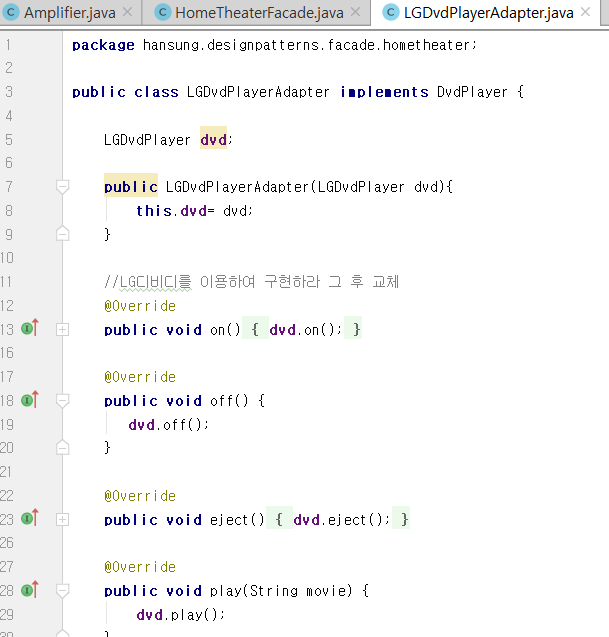 Amplifier.java HomeTheaterFacade.java LGDvdPlayerAdapter.java
1 package hansung.designpatterns.facade.hometheater;
2
3 public class LGDvdPlayerAdapter implements DvdPlayer {
4
5 LGDvdPlayer dvd;
6
7 public LGDvdPlayerAdapter(LGDvdPlayer dvd){
8 this.dvd= dvd;
9 }
10
11 //LG디비디를 이용하여 구현하라 그 후 교체
12 @Override
13 public void on() { dvd.on(); }
16
17 @Override
18 public void off() {
19 dvd.off();
20 }
21
22 @Override
23 public void eject() { dvd.eject(); }
26
27 @Override
28 public void play(String movie) {
29 dvd.play();